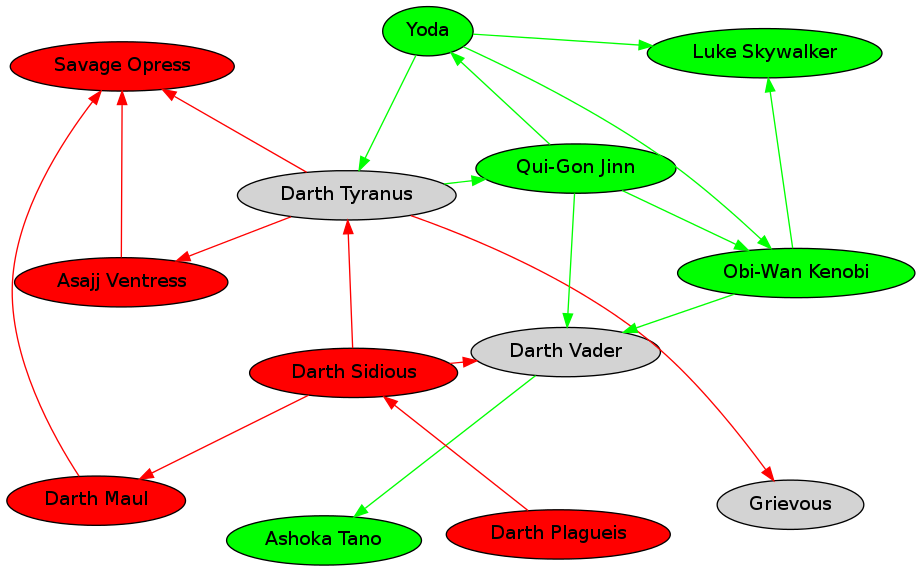 Yoda
Luke Skywalker
Savage Opress
Qui-Gon Jinn
Darth Tyranus
Obi-Wan Kenobi
Asajj Ventress
Darth Vader
Darth Sidious
Darth Maul
Grievous
Darth Plagueis
Ashoka Tano